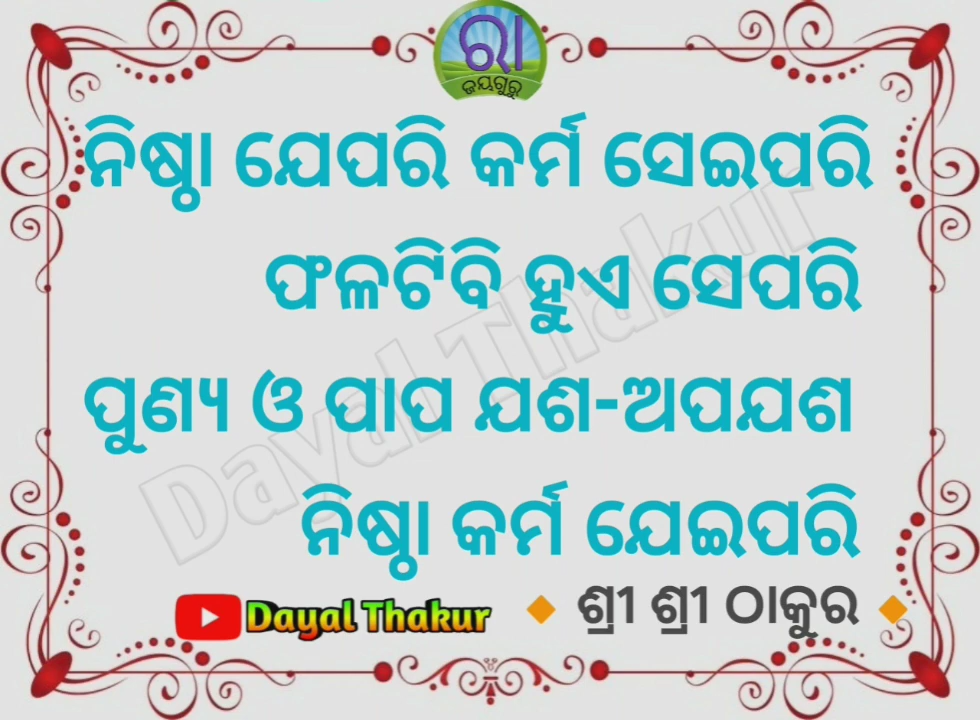 ରା
ଜୟଗୁରୁ
ନିଷ୍ଠା ଯେପରି କର୍ମ ସେଇପରି
ଫଳଟିବି ହୁଏ ସେପରି
ପୁଣ୍ୟ ଓ ପାପ ଯଶ-ଅପଯଶ
ନିଷ୍ଠା କର୍ମ ଯେଇପରି
Dayal Thakur
Dayal Thakur ଶ୍ରୀ ଶ୍ରୀ ଠାକୁର